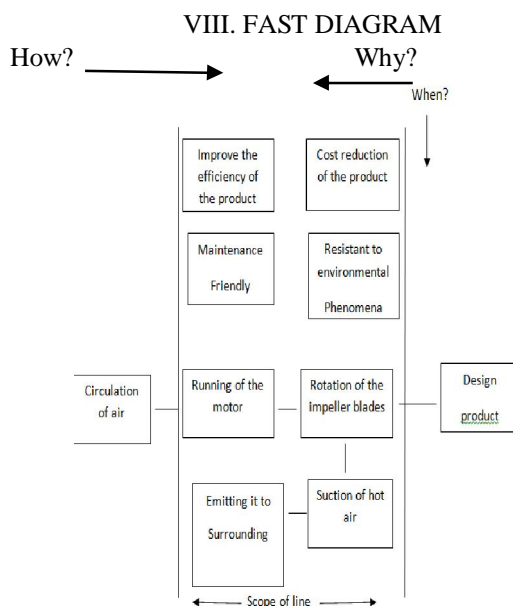 VIII. FAST DIAGRAM
How?
Why?
When?
Improve the
efficiency of
the product
Cost reduction
of the product
Maintenance
Friendly
Resistant to
environmental
Phenomena
Circulation
of air
Running of the
motor
Rotation of the
impeller blades
Design
product
Emitting it to
Surrounding
Suction of hot
air
Scope of line